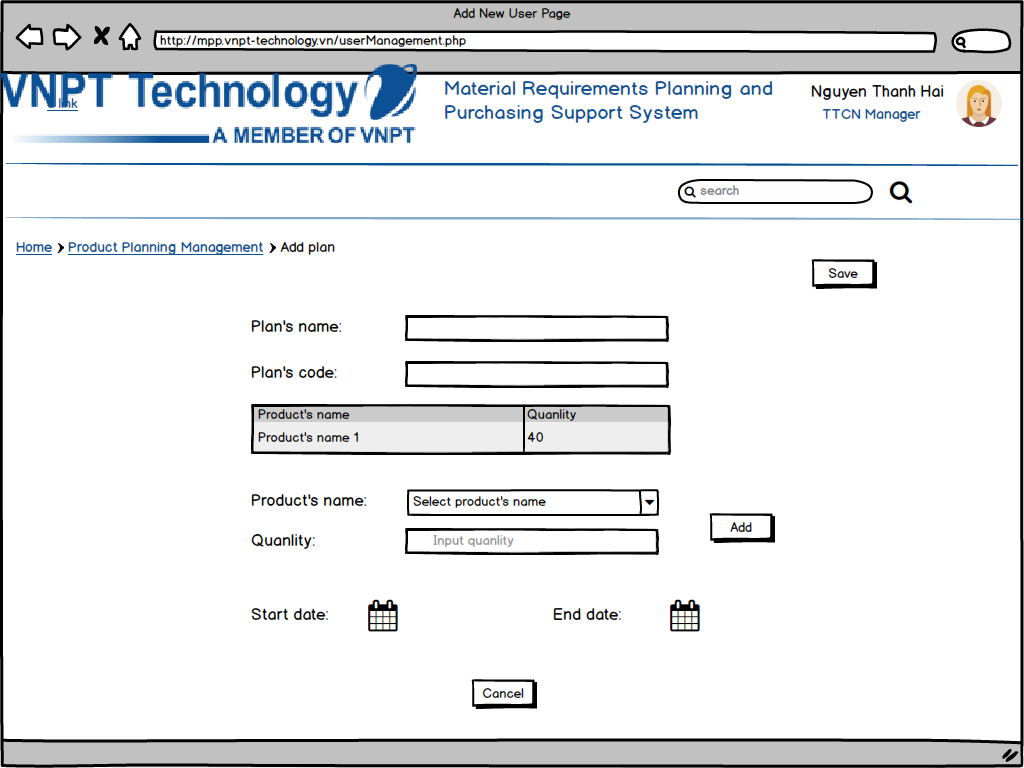 Add New User Page
http://mpp.vnpt-technology.vn/userManagement.php
VNPT Technology
link
A MEMBER OF VNPT
Material Requirements Planning and
Purchasing Support System
Nguyen Thanh Hai
TTCN Manager
search
Home > Product Planning Management > Add plan
Save
Plan's name:
Plan's code:
Product's name Quanlity
Product's name 1 40
Product's name: Select product's name
Add
Quanlity: Input quanlity
Start date: End date:
Cancel